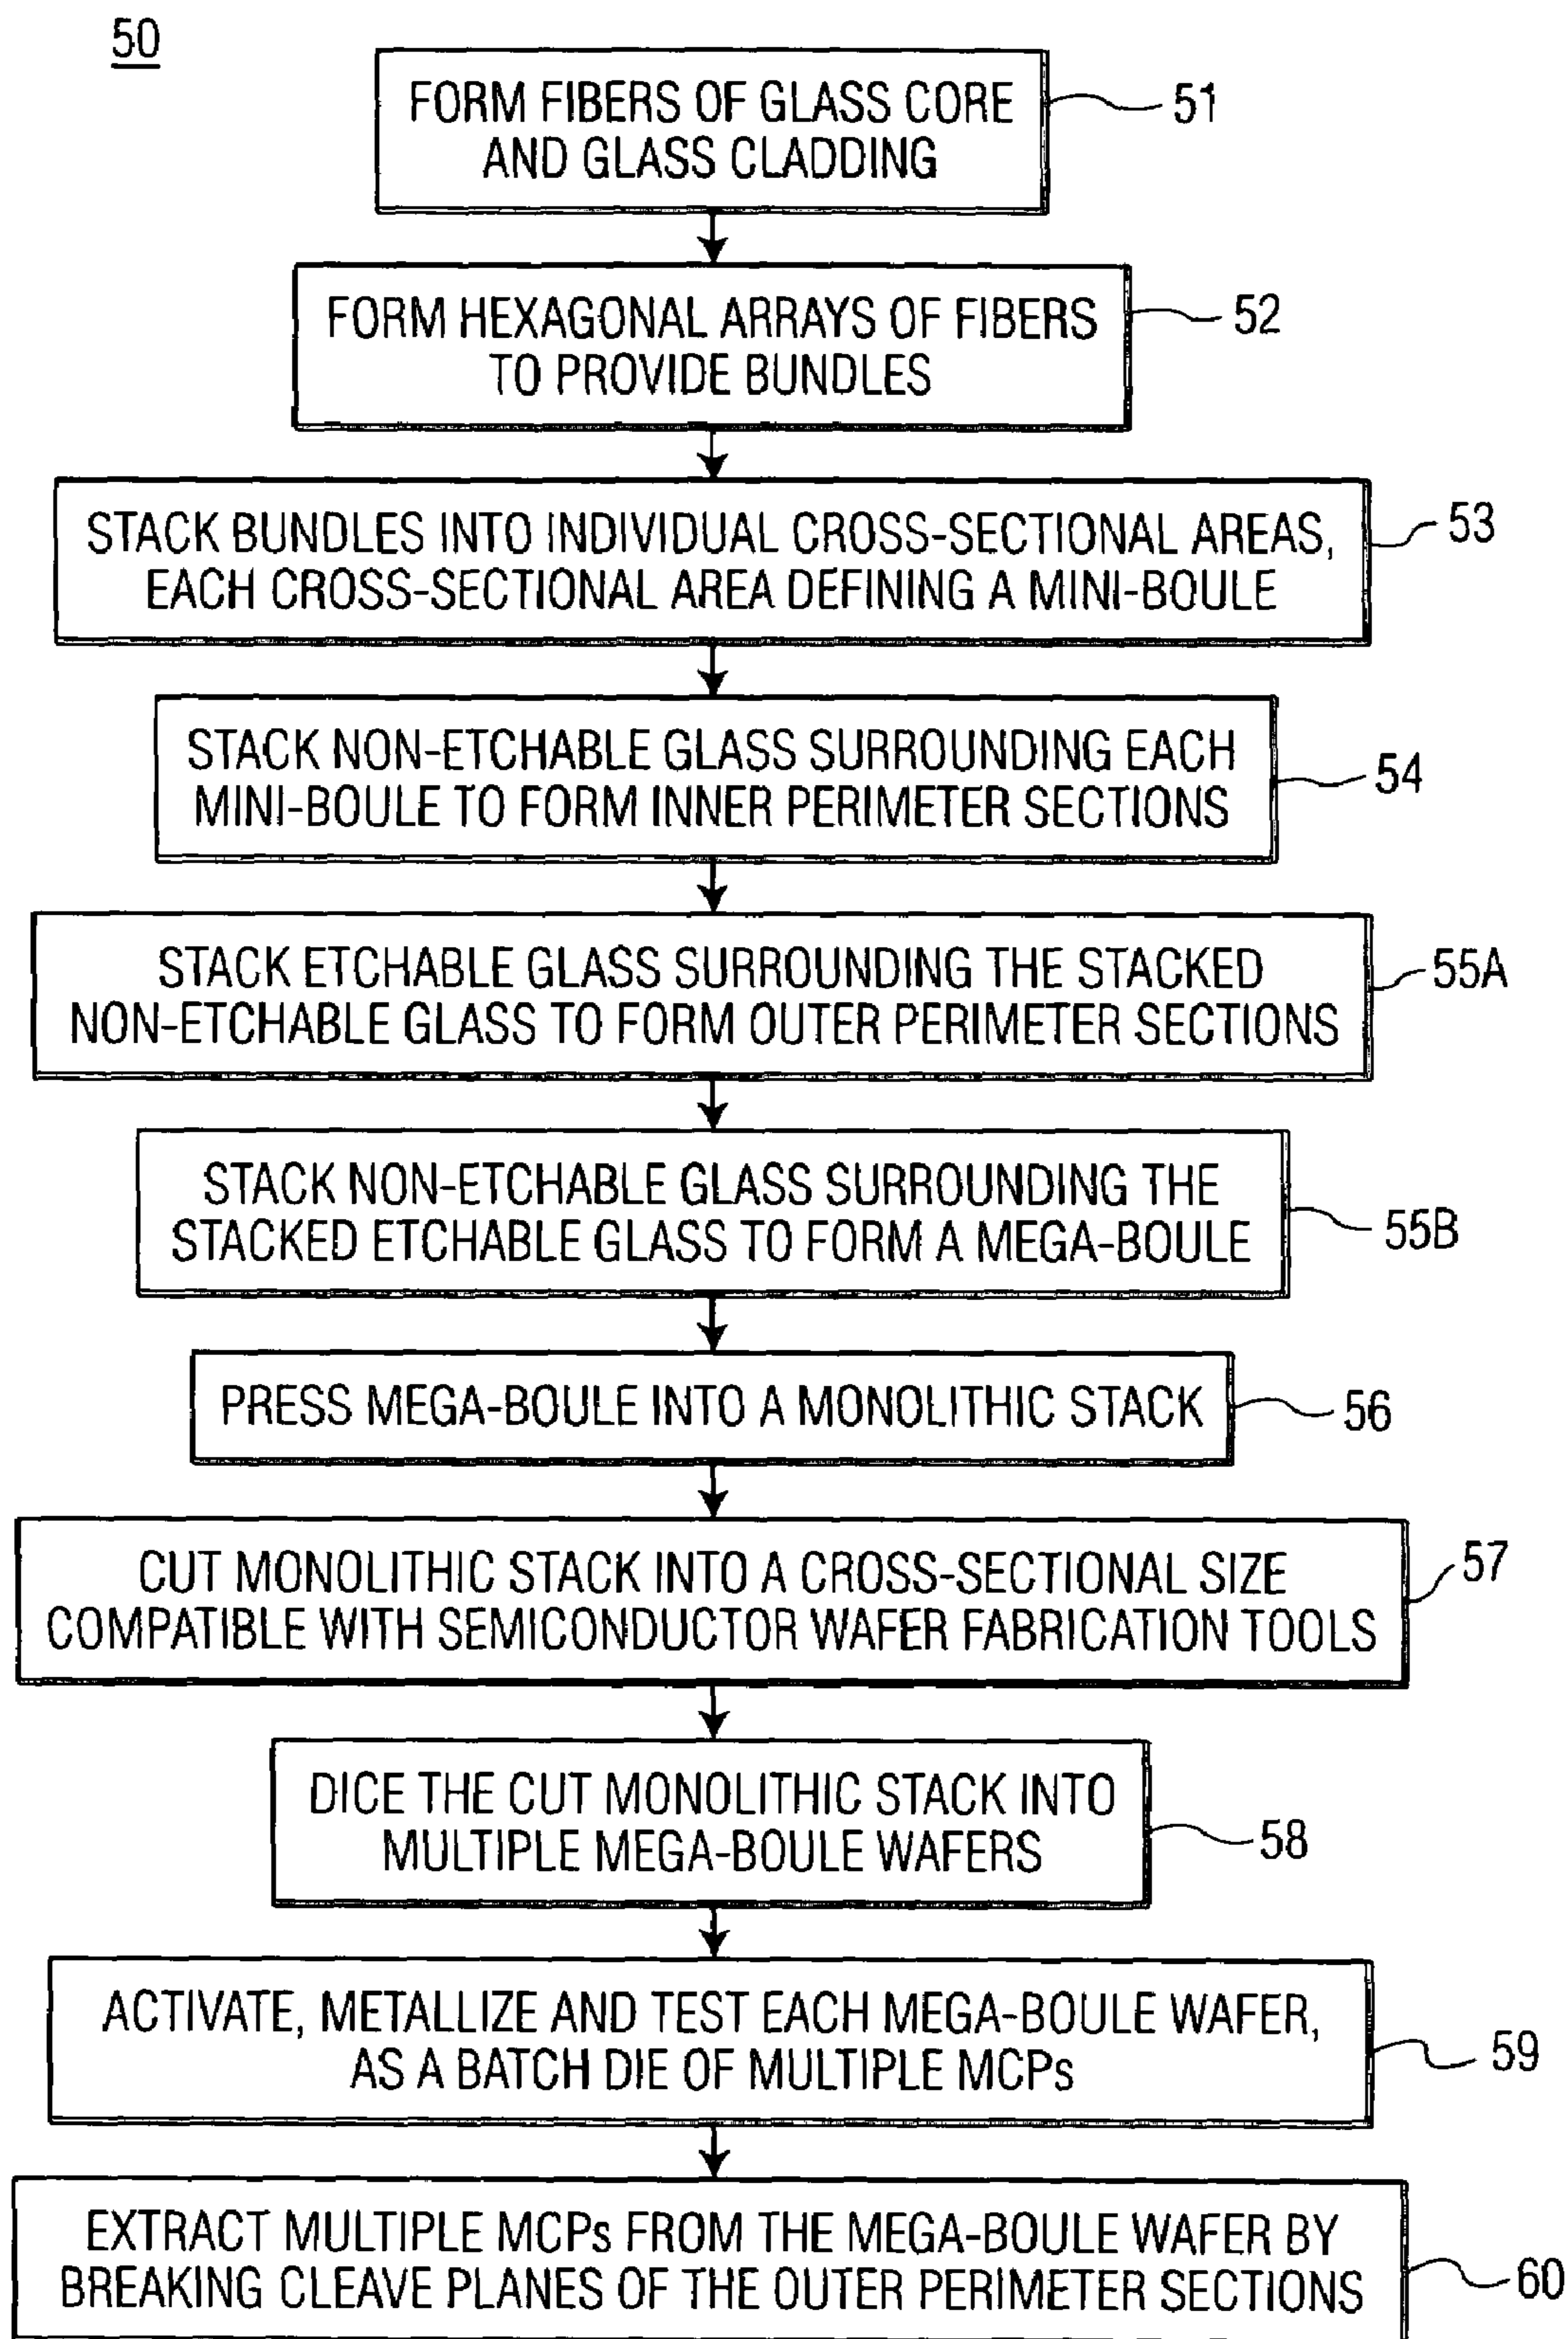 50
FORM FIBERS OF GLASS CORE
AND GLASS CLADDING
51
FORM HEXAGONAL ARRAYS OF FIBERS
TO PROVIDE BUNDLES
52
STACK BUNDLES INTO INDIVIDUAL CROSS-SECTIONAL AREAS,
EACH CROSS-SECTIONAL AREA DEFINING A MINI-BOULE
53
STACK NON-ETCHABLE GLASS SURROUNDING EACH
MINI-BOULE TO FORM INNER PERIMETER SECTIONS
54
STACK ETCHABLE GLASS SURROUNDING THE STACKED
NON-ETCHABLE GLASS TO FORM OUTER PERIMETER SECTIONS
55A
STACK NON-ETCHABLE GLASS SURROUNDING THE
STACKED ETCHABLE GLASS TO FORM A MEGA-BOULE
55B
PRESS MEGA-BOULE INTO A MONOLITHIC STACK
56
CUT MONOLITHIC STACK INTO A CROSS-SECTIONAL SIZE
COMPATIBLE WITH SEMICONDUCTOR WAFER FABRICATION TOOLS
57
DICE THE CUT MONOLITHIC STACK INTO
MULTIPLE MEGA-BOULE WAFERS
58
ACTIVATE, METALLIZE AND TEST EACH MEGA-BOULE WAFER,
AS A BATCH DIE OF MULTIPLE MCPs
59
EXTRACT MULTIPLE MCPs FROM THE MEGA-BOULE WAFER BY
BREAKING CLEAVE PLANES OF THE OUTER PERIMETER SECTIONS
60